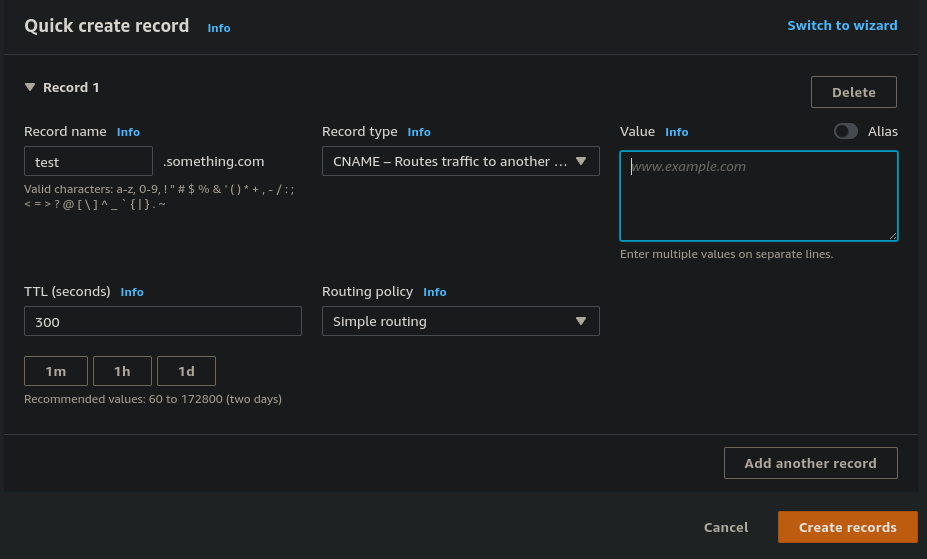 Quick create record Info Switch to wizard
Record 1
Delete
Record name Info
test .something.com
Valid characters: a-z, 0-9, ! " # $ % & ' ( ) * + , - / : ;
< = > ? @ [ \ ] ^ _ ` { | } . ~
Record type Info
CNAME – Routes traffic to another ...
Value Info Alias
www.example.com
Enter multiple values on separate lines.
TTL (seconds) Info
300
1m 1h 1d
Recommended values: 60 to 172800 (two days)
Routing policy Info
Simple routing
Add another record
Cancel Create records